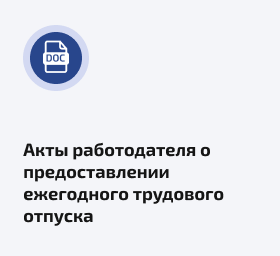 DOC
Акты работодателя о
предоставлении
ежегодного трудового
отпуска